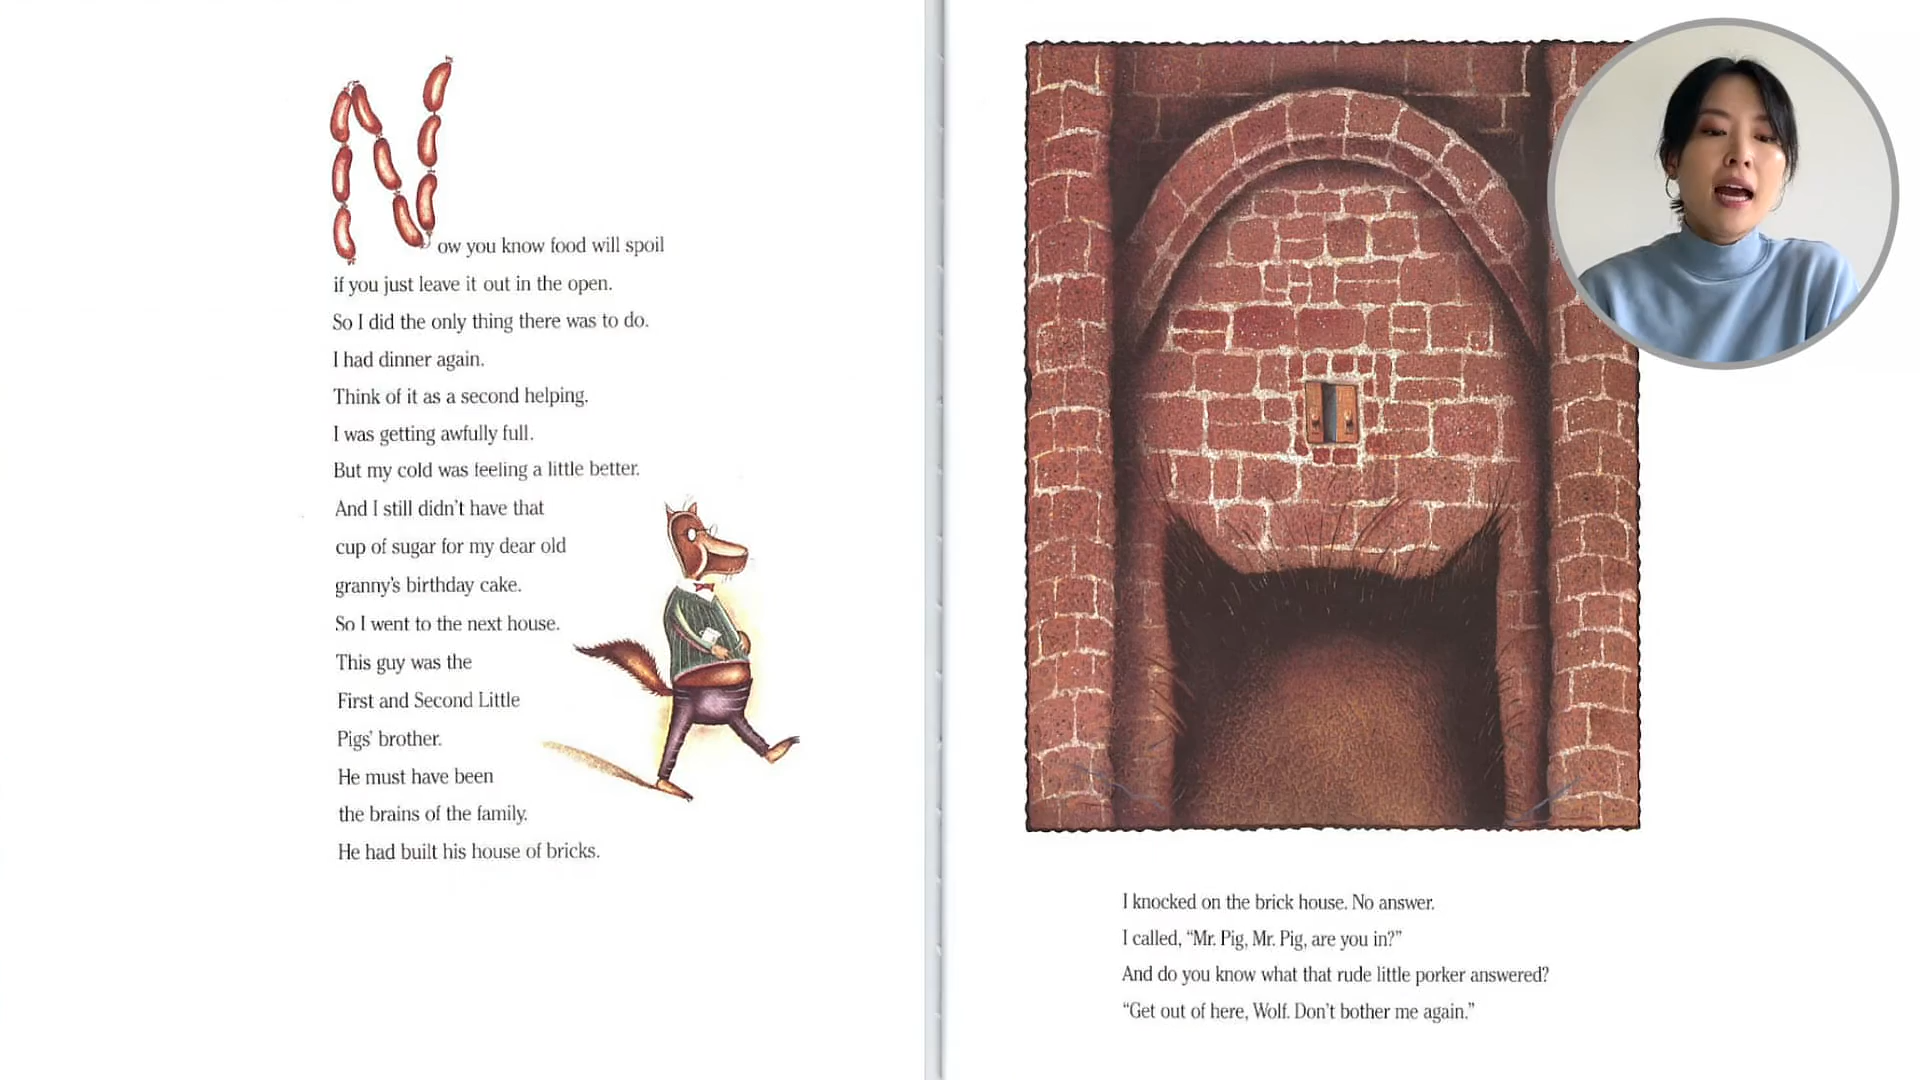 Now you know food will spoil
if you just leave it out in the open.
So I did the only thing there was to do.
I had dinner again.
Think of it as a second helping.
I was getting awfully full.
But my cold was feeling a little better.
And I still didn't have that
cup of sugar for my dear old
granny's birthday cake.
So I went to the next house.
This guy was the
First and Second Little
Pigs' brother.
He must have been
the brains of the family.
He had built his house of bricks.
I knocked on the brick house. No answer.
I called, “Mr. Pig, Mr. Pig, are you in?”
And do you know what that rude little porker answered?
“Get out of here, Wolf. Don't bother me again.”